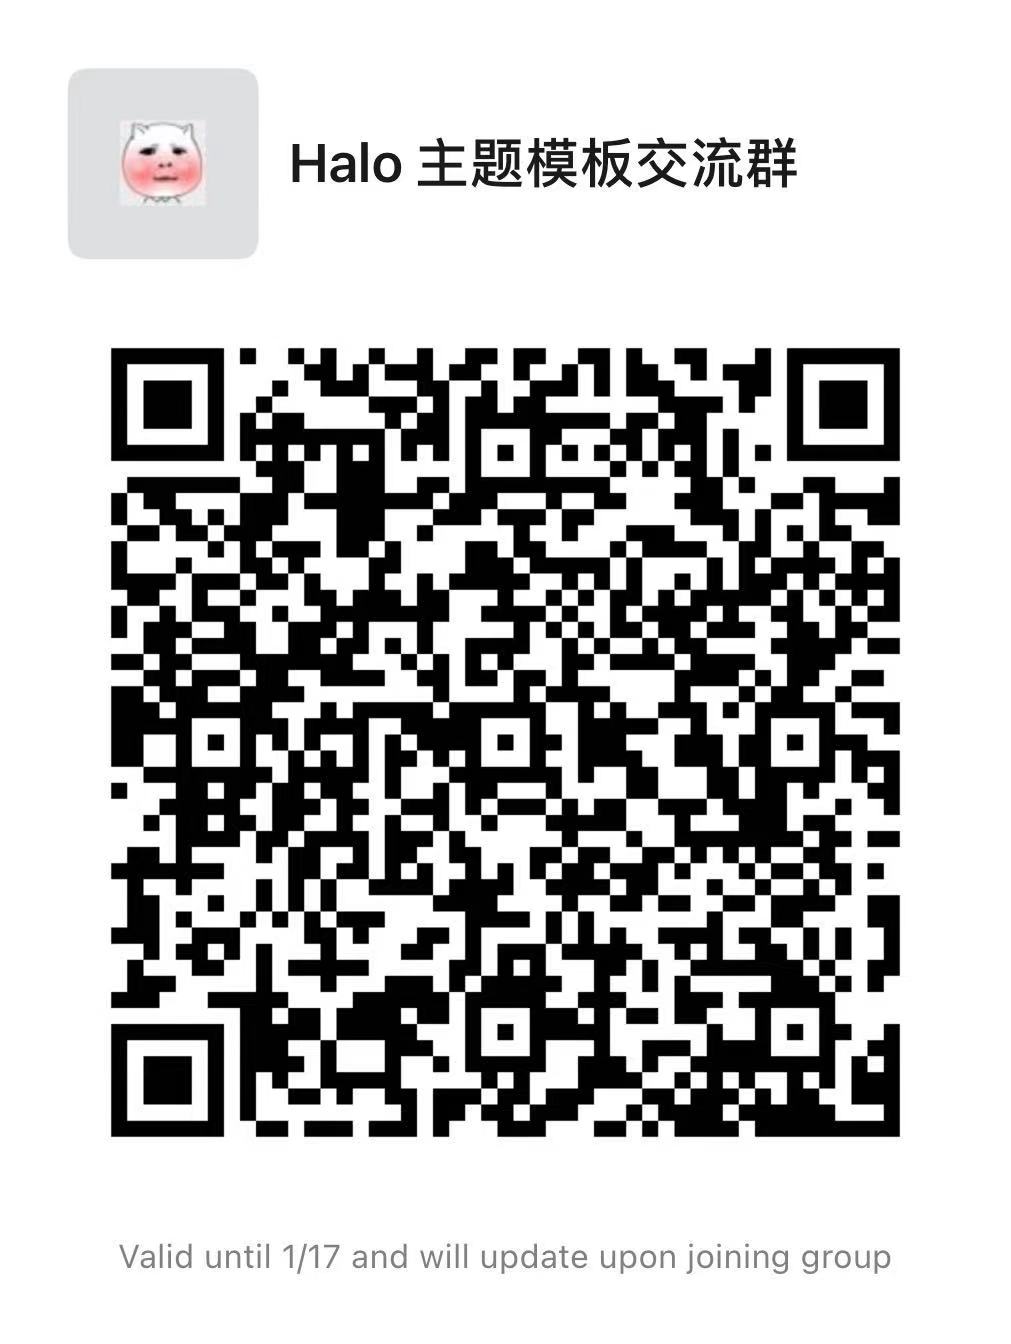 Halo 主题模板交流群
Valid until 1/17 and will update upon joining group